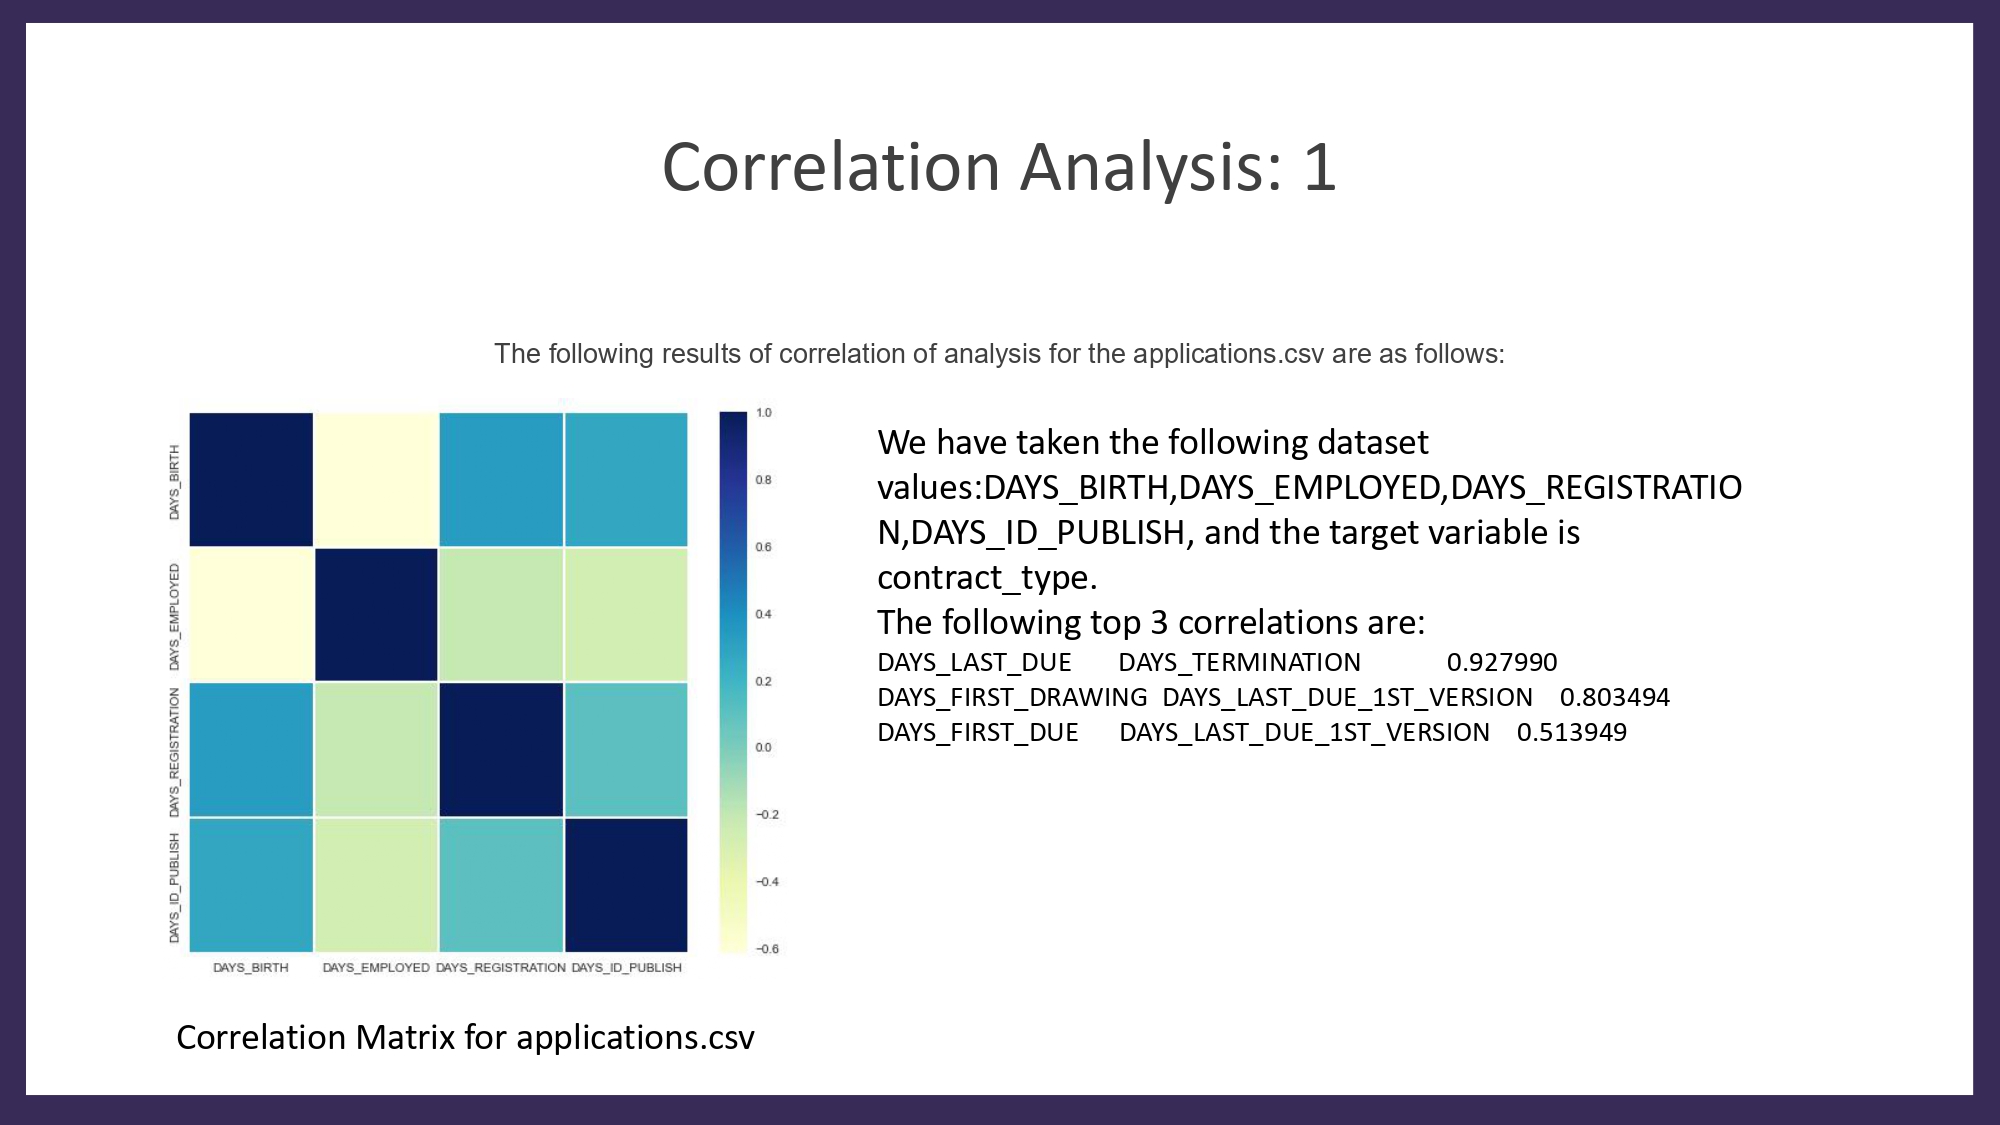 Correlation Analysis: 1
The following results of correlation of analysis for the applications.csv are as follows:
DAYS_BIRTH
DAYS_EMPLOYED
DAYS_REGISTRATION
DAYS_ID_PUBLISH
DAYS_BIRTH DAYS_EMPLOYED DAYS_REGISTRATION DAYS_ID_PUBLISH
1.0
0.8
0.6
0.4
0.2
0.0
−0.2
−0.4
−0.6
Correlation Matrix for applications.csv
We have taken the following dataset
values:DAYS_BIRTH,DAYS_EMPLOYED,DAYS_REGISTRATIO
N,DAYS_ID_PUBLISH, and the target variable is
contract_type.
The following top 3 correlations are:
DAYS_LAST_DUE DAYS_TERMINATION 0.927990
DAYS_FIRST_DRAWING DAYS_LAST_DUE_1ST_VERSION 0.803494
DAYS_FIRST_DUE DAYS_LAST_DUE_1ST_VERSION 0.513949